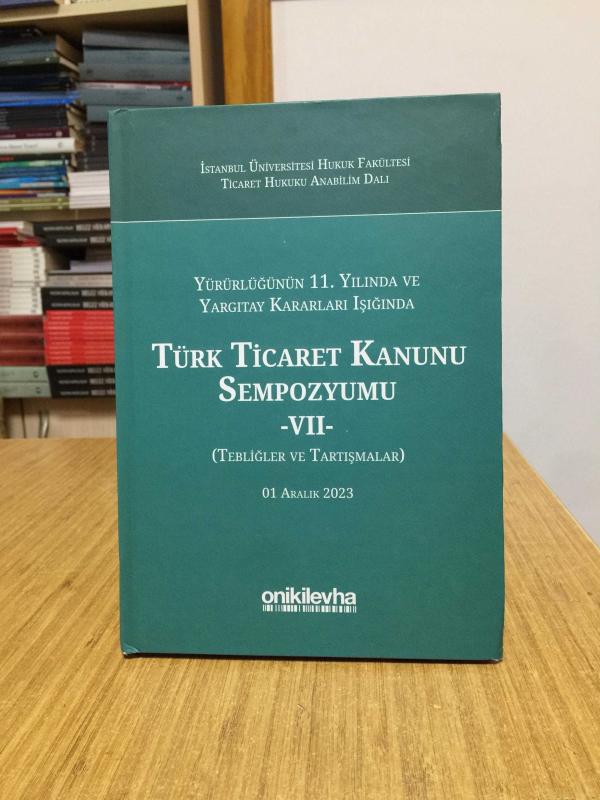 İstanbul Üniversitesi Hukuk Fakültesi
Ticaret Hukuku Anabilim Dalı
Yürürlüğünün 11. Yılında ve
Yargıtay Kararları Işığında
Türk Ticaret Kanunu
Sempozyumu
-VII-
(Tebliğler ve Tartışmalar)
01 Aralık 2023
onikilevha